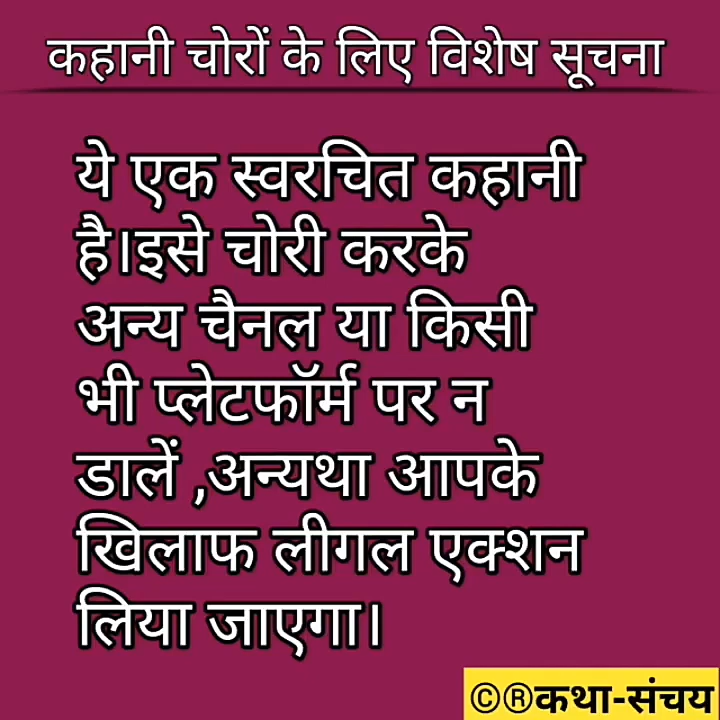 कहानी चोरों के लिए विशेष सूचना
ये एक स्वरचित कहानी
है।इसे चोरी करके
अन्य चैनल या किसी
भी प्लेटफॉर्म पर न
डालें ,अन्यथा आपके
खिलाफ लीगल एक्शन
लिया जाएगा।
©®कथा-संचय